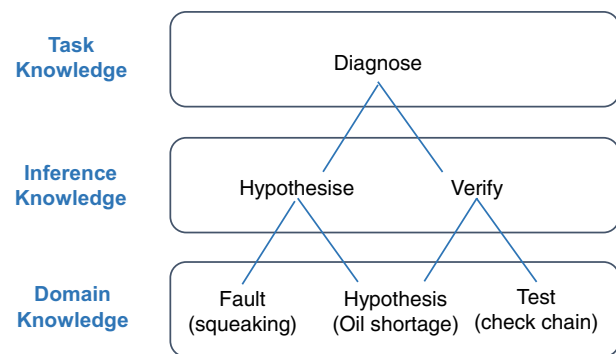 Task
Knowledge
Diagnose
Inference
Knowledge
Hypothesise
Verify
Domain
Knowledge
Fault
(squeaking)
Hypothesis
(Oil shortage)
Test
(check chain)